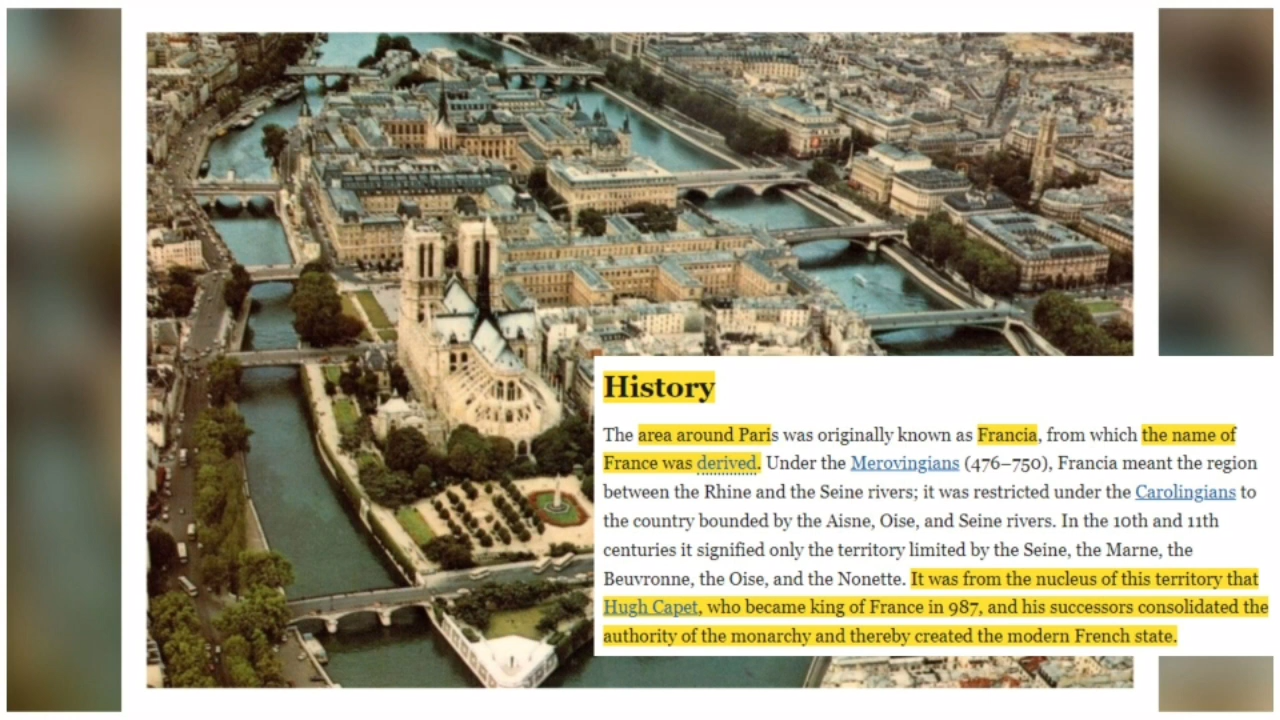 History
The area around Paris was originally known as Francia, from which the name of
France was derived. Under the Merovingians (476–750), Francia meant the region
between the Rhine and the Seine rivers; it was restricted under the Carolingians to
the country bounded by the Aisne, Oise, and Seine rivers. In the 10th and 11th
centuries it signified only the territory limited by the Seine, the Marne, the
Beuvronne, the Oise, and the Nonette. It was from the nucleus of this territory that
Hugh Capet, who became king of France in 987, and his successors consolidated the
authority of the monarchy and thereby created the modern French state.